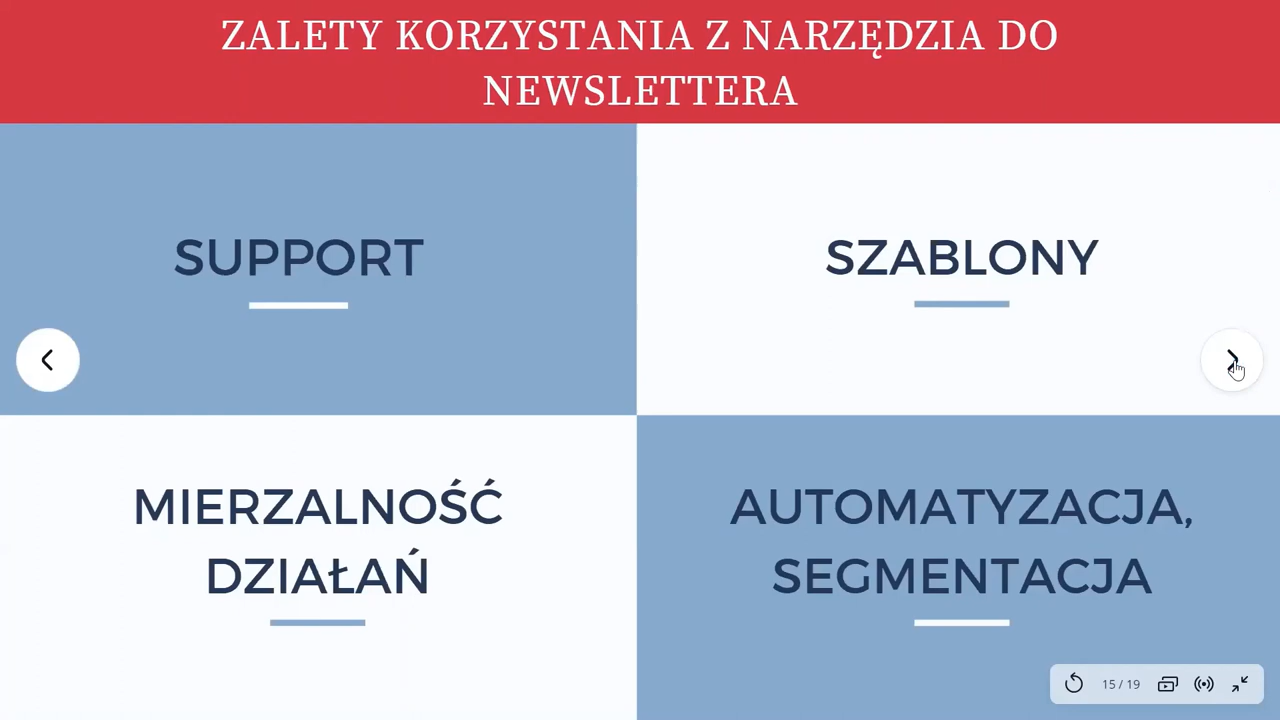 ZALETY KORZYSTANIA Z NARZĘDZIA DO
NEWSLETTERA
SUPPORT
SZABLONY
MIERZALNOŚĆ
DZIAŁAŃ
AUTOMATYZACJA,
SEGMENTACJA
15 / 19